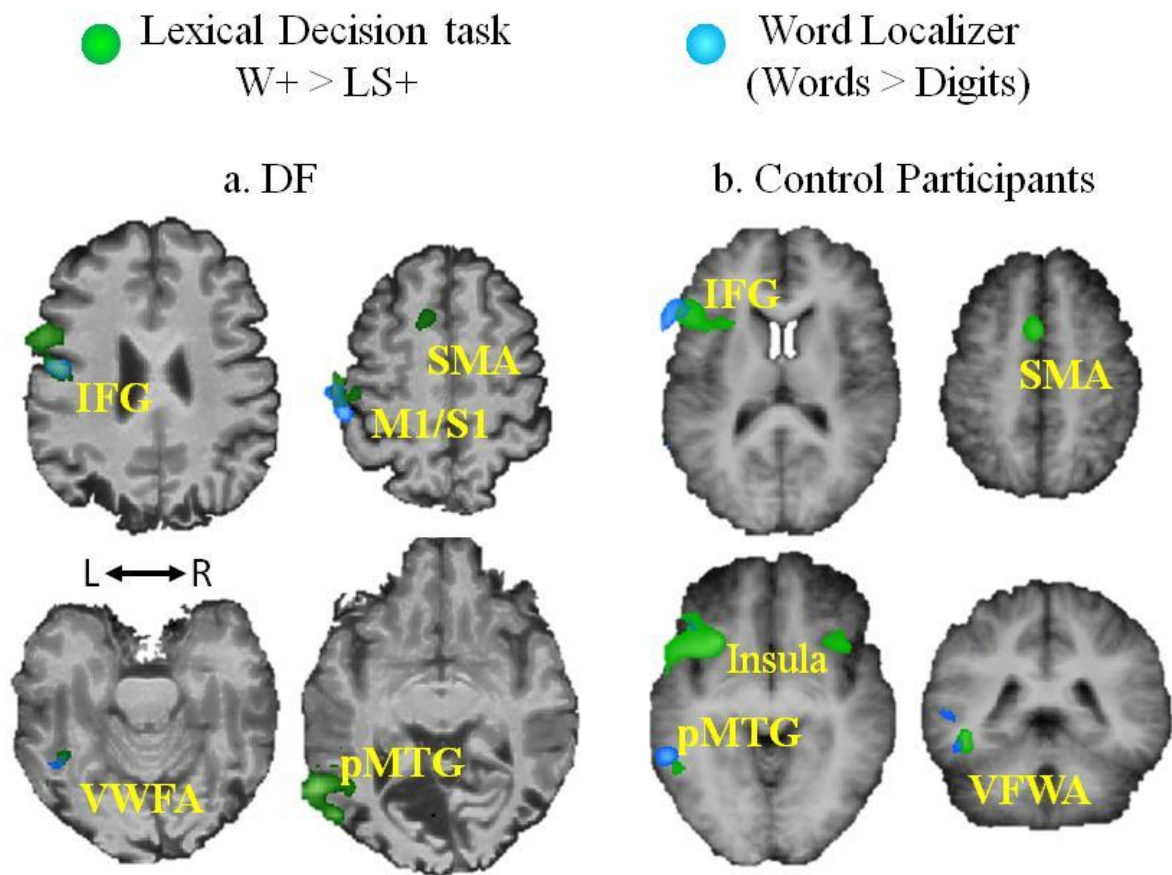 Lexical Decision task
W+ > LS+
Word Localizer
(Words > Digits)
a. DF
b. Control Participants
IFG
SMA
M1/S1
IFG
SMA
L R
VWFA
pMTG
Insula
pMTG
VFWA